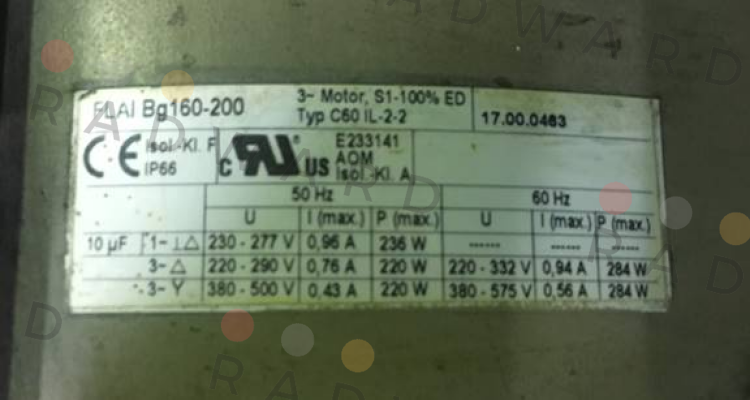 FLAI Bg160-200
3~ Motor, S1-100% ED
Typ C60 IL-2-2
17.00.0463
CE Isol.-Kl. F
IP66
C RU US
E233141
AOM
Isol.-Kl. A
50 Hz 60 Hz
U I (max.) P (max.) U I (max.) P (max.)
10 µF 1~ ⊥ △ 230 - 277 V 0,96 A 236 W ------ ------ ------
3~ △ 220 - 290 V 0,76 A 220 W 220 - 332 V 0,94 A 284 W
3~ Y 380 - 500 V 0,43 A 220 W 380 - 575 V 0,56 A 284 W
RADWARD